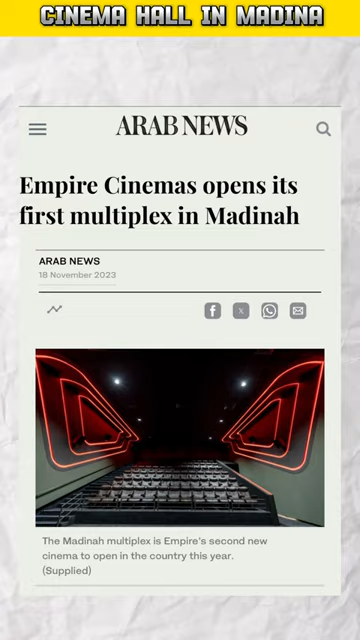 CINEMA HALL IN MADINA
ARAB NEWS
Empire Cinemas opens its
first multiplex in Madinah
ARAB NEWS
18 November 2023
The Madinah multiplex is Empire's second new
cinema to open in the country this year.
(Supplied)